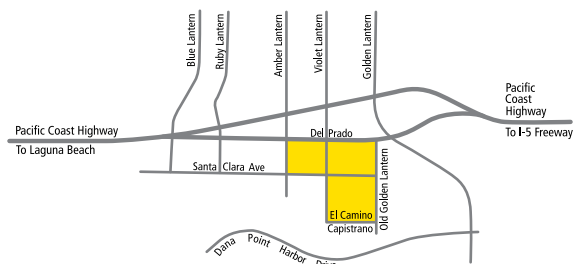 Blue Lantern
Ruby Lantern
Amber Lantern
Violet Lantern
Golden Lantern
Pacific
Coast
Highway
To I-5 Freeway
Pacific Coast Highway
To Laguna Beach
Del Prado
Santa Clara Ave
Old Golden Lantern
El Camino
Capistrano
Dana Point Harbor